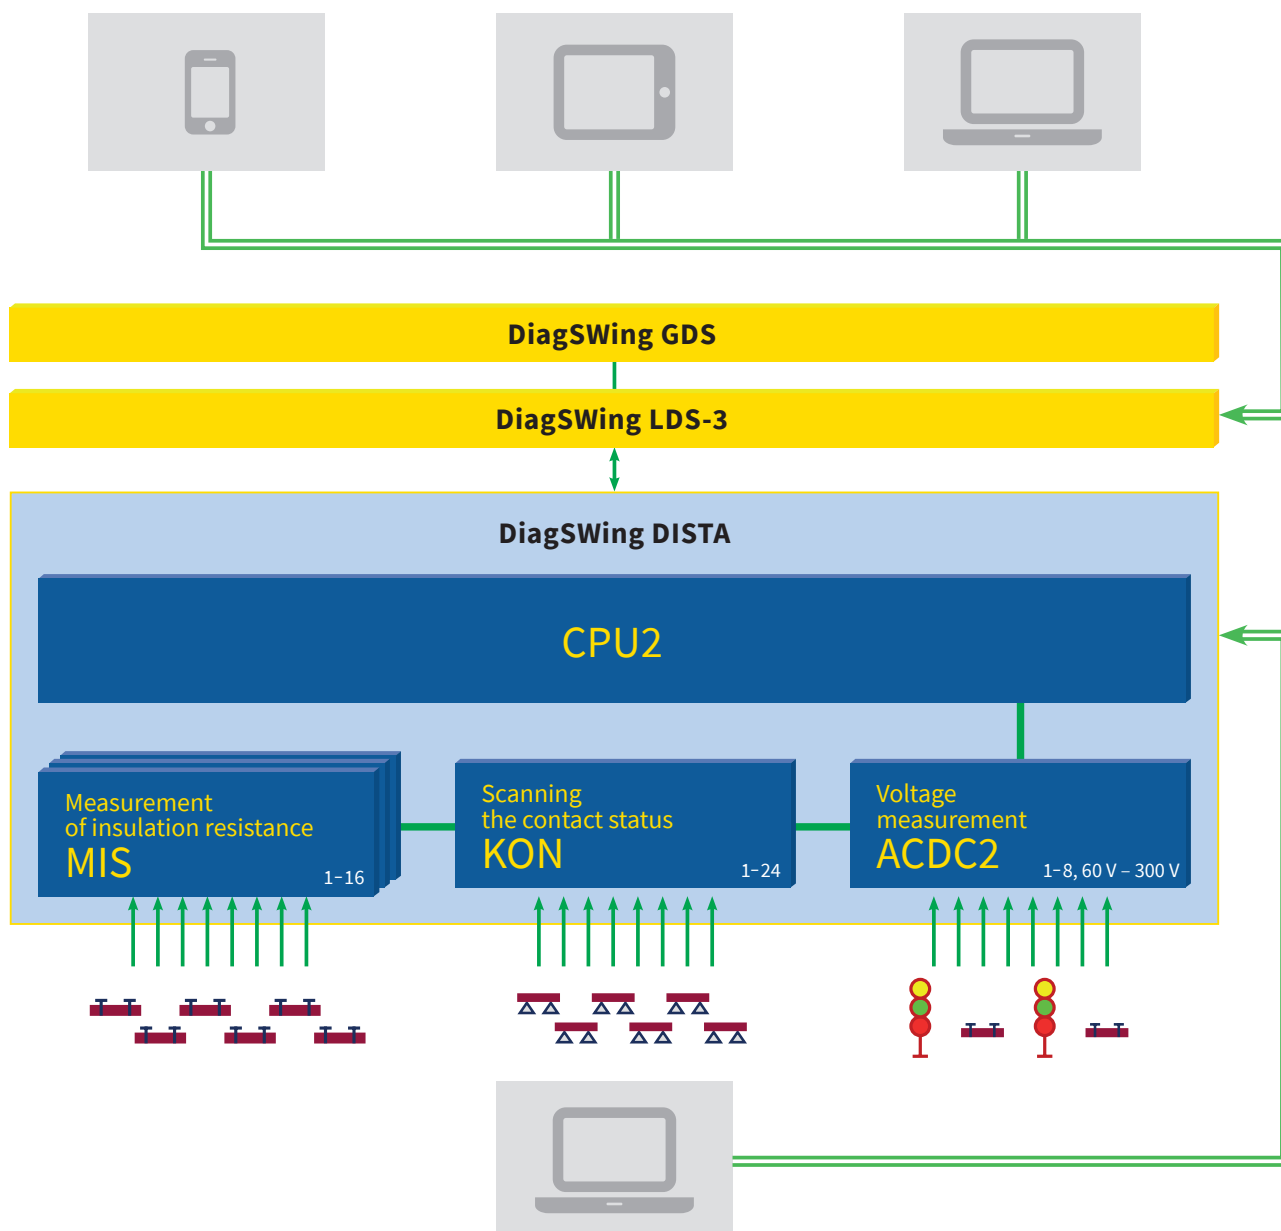 DiagSWing GDS
DiagSWing LDS-3
DiagSWing DISTA
CPU2
Measurement
of insulation resistance
MIS
1–16
Scanning
the contact status
KON
1–24
Voltage
measurement
ACDC2
1–8, 60 V – 300 V